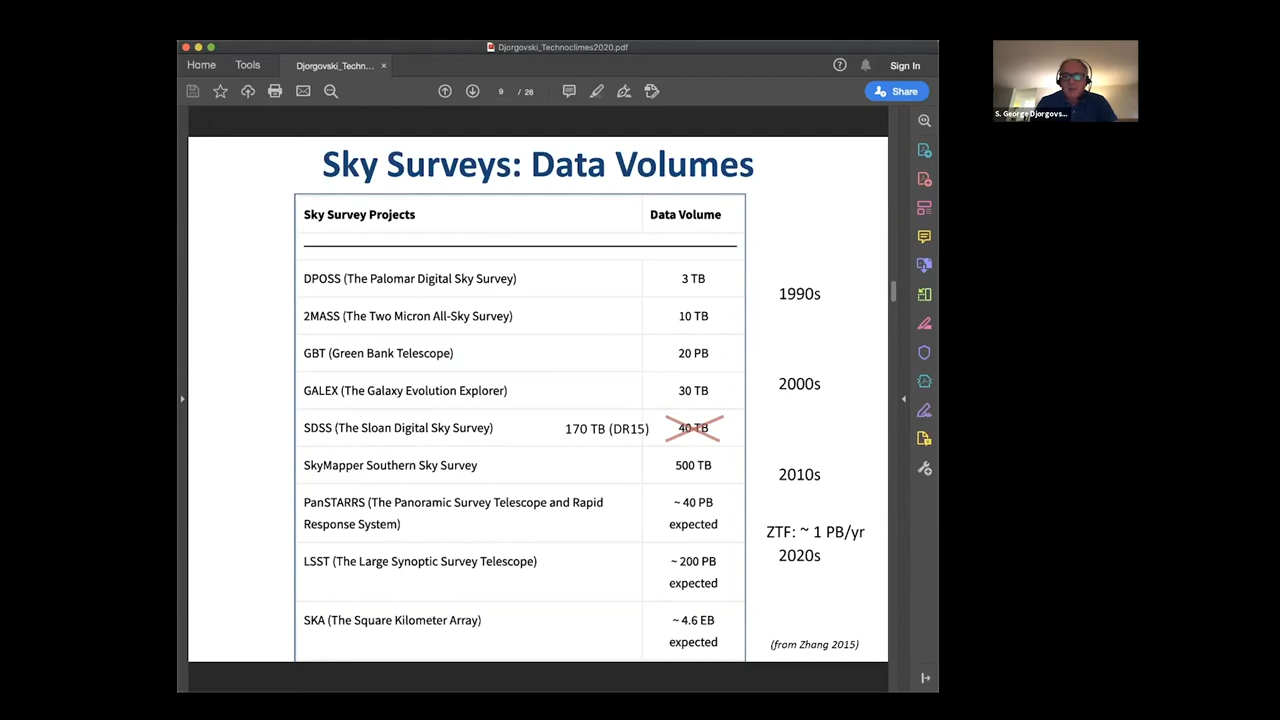 Djorgovski_Technoclimes2020.pdf
Home
Tools
Djorgovski_Techn...
×
Sign In
9 / 26
Share
S. George Djorgovs...
Sky Surveys: Data Volumes
Sky Survey Projects Data Volume
DPOSS (The Palomar Digital Sky Survey) 3 TB
1990s
2MASS (The Two Micron All-Sky Survey) 10 TB
GBT (Green Bank Telescope) 20 PB
2000s
GALEX (The Galaxy Evolution Explorer) 30 TB
SDSS (The Sloan Digital Sky Survey) 170 TB (DR15) 40 TB
SkyMapper Southern Sky Survey 500 TB
2010s
PanSTARRS (The Panoramic Survey Telescope and Rapid ~ 40 PB
Response System) expected
ZTF: ~ 1 PB/yr
2020s
LSST (The Large Synoptic Survey Telescope) ~ 200 PB
expected
SKA (The Square Kilometer Array) ~ 4.6 EB
expected
(from Zhang 2015)